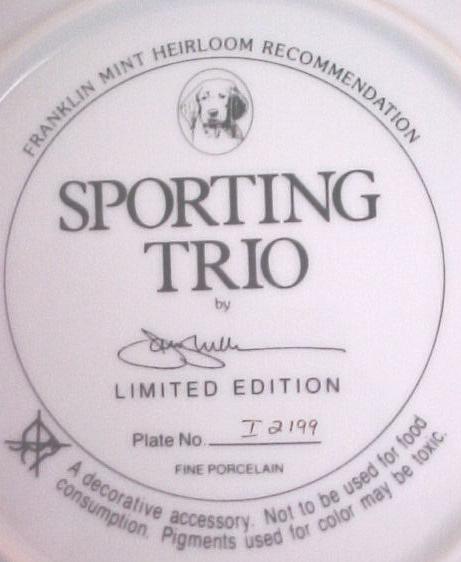 FRANKLIN MINT HEIRLOOM RECOMMENDATION
SPORTING
TRIO
by
LIMITED EDITION
Plate No. I2199
FINE PORCELAIN
A decorative accessory. Not to be used for food
consumption. Pigments used for color may be toxic.